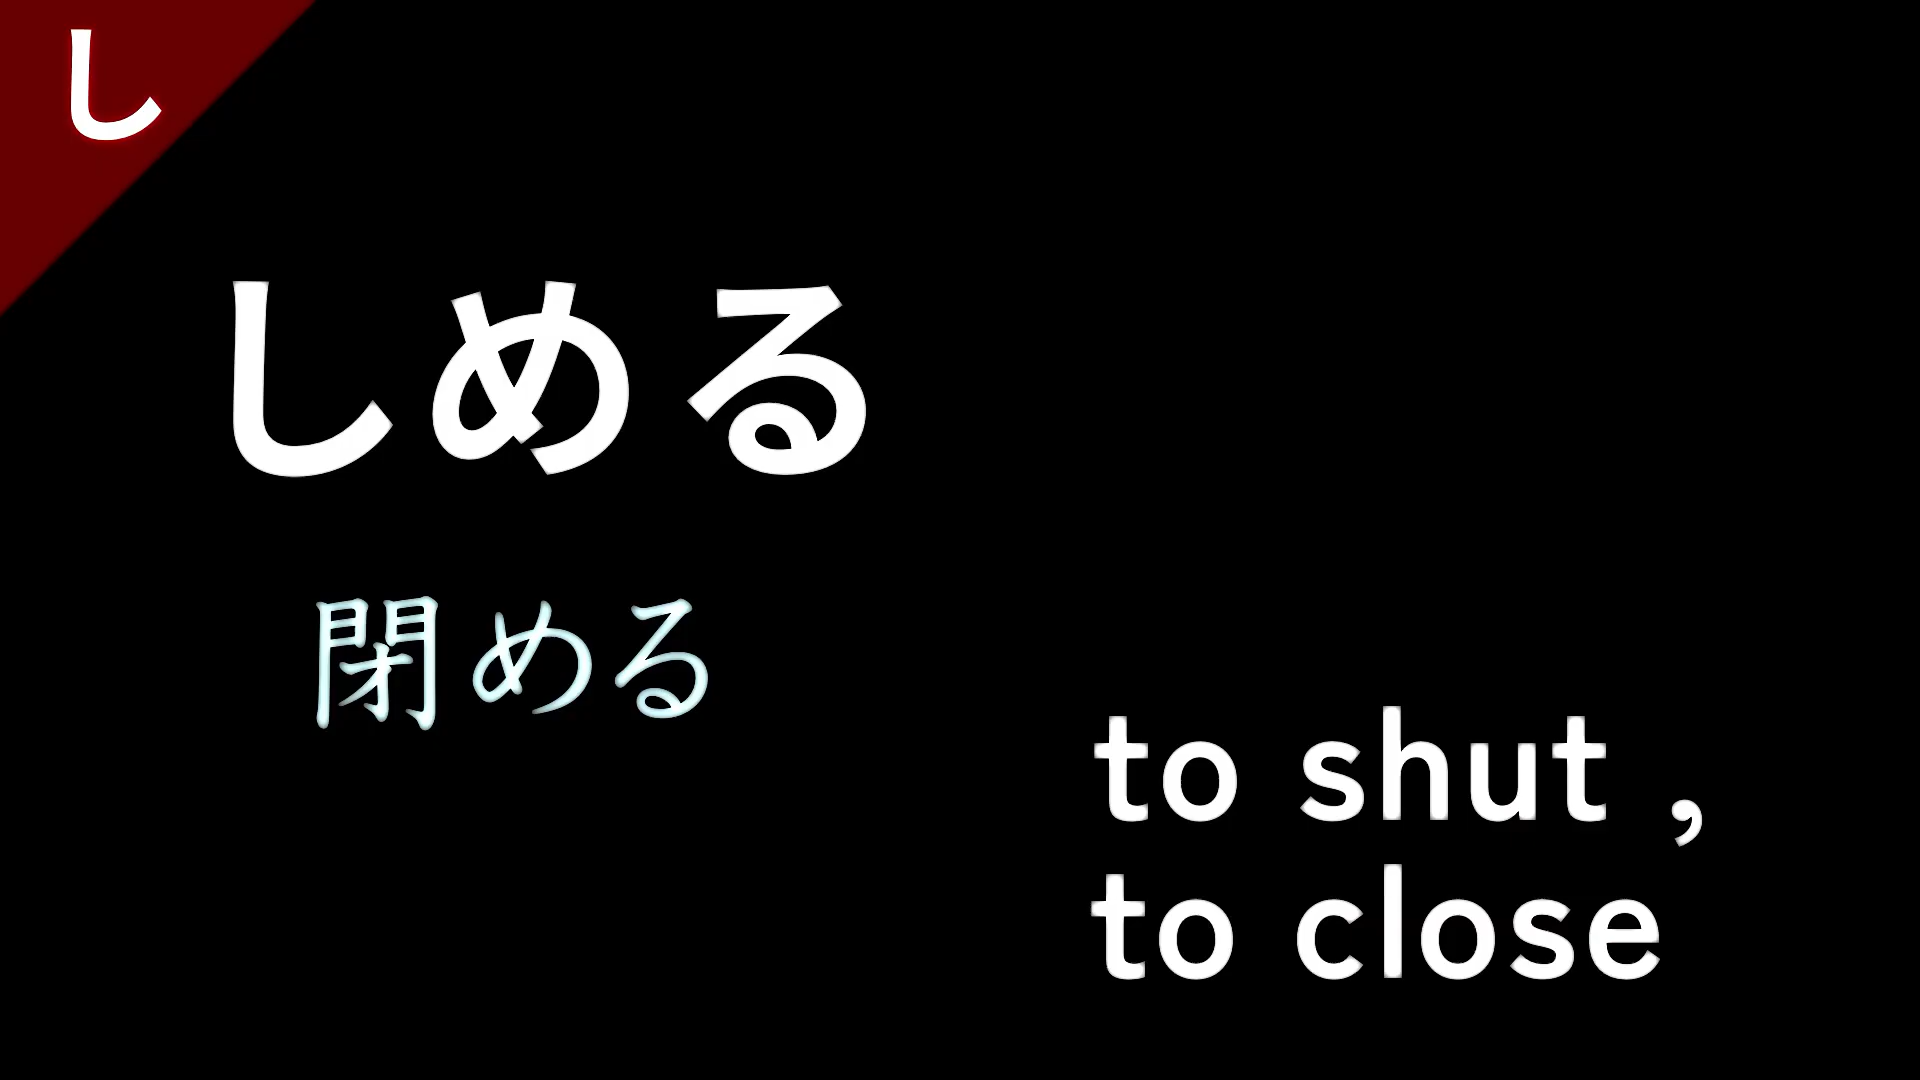 し
しめる
閉める
to shut ,
to close